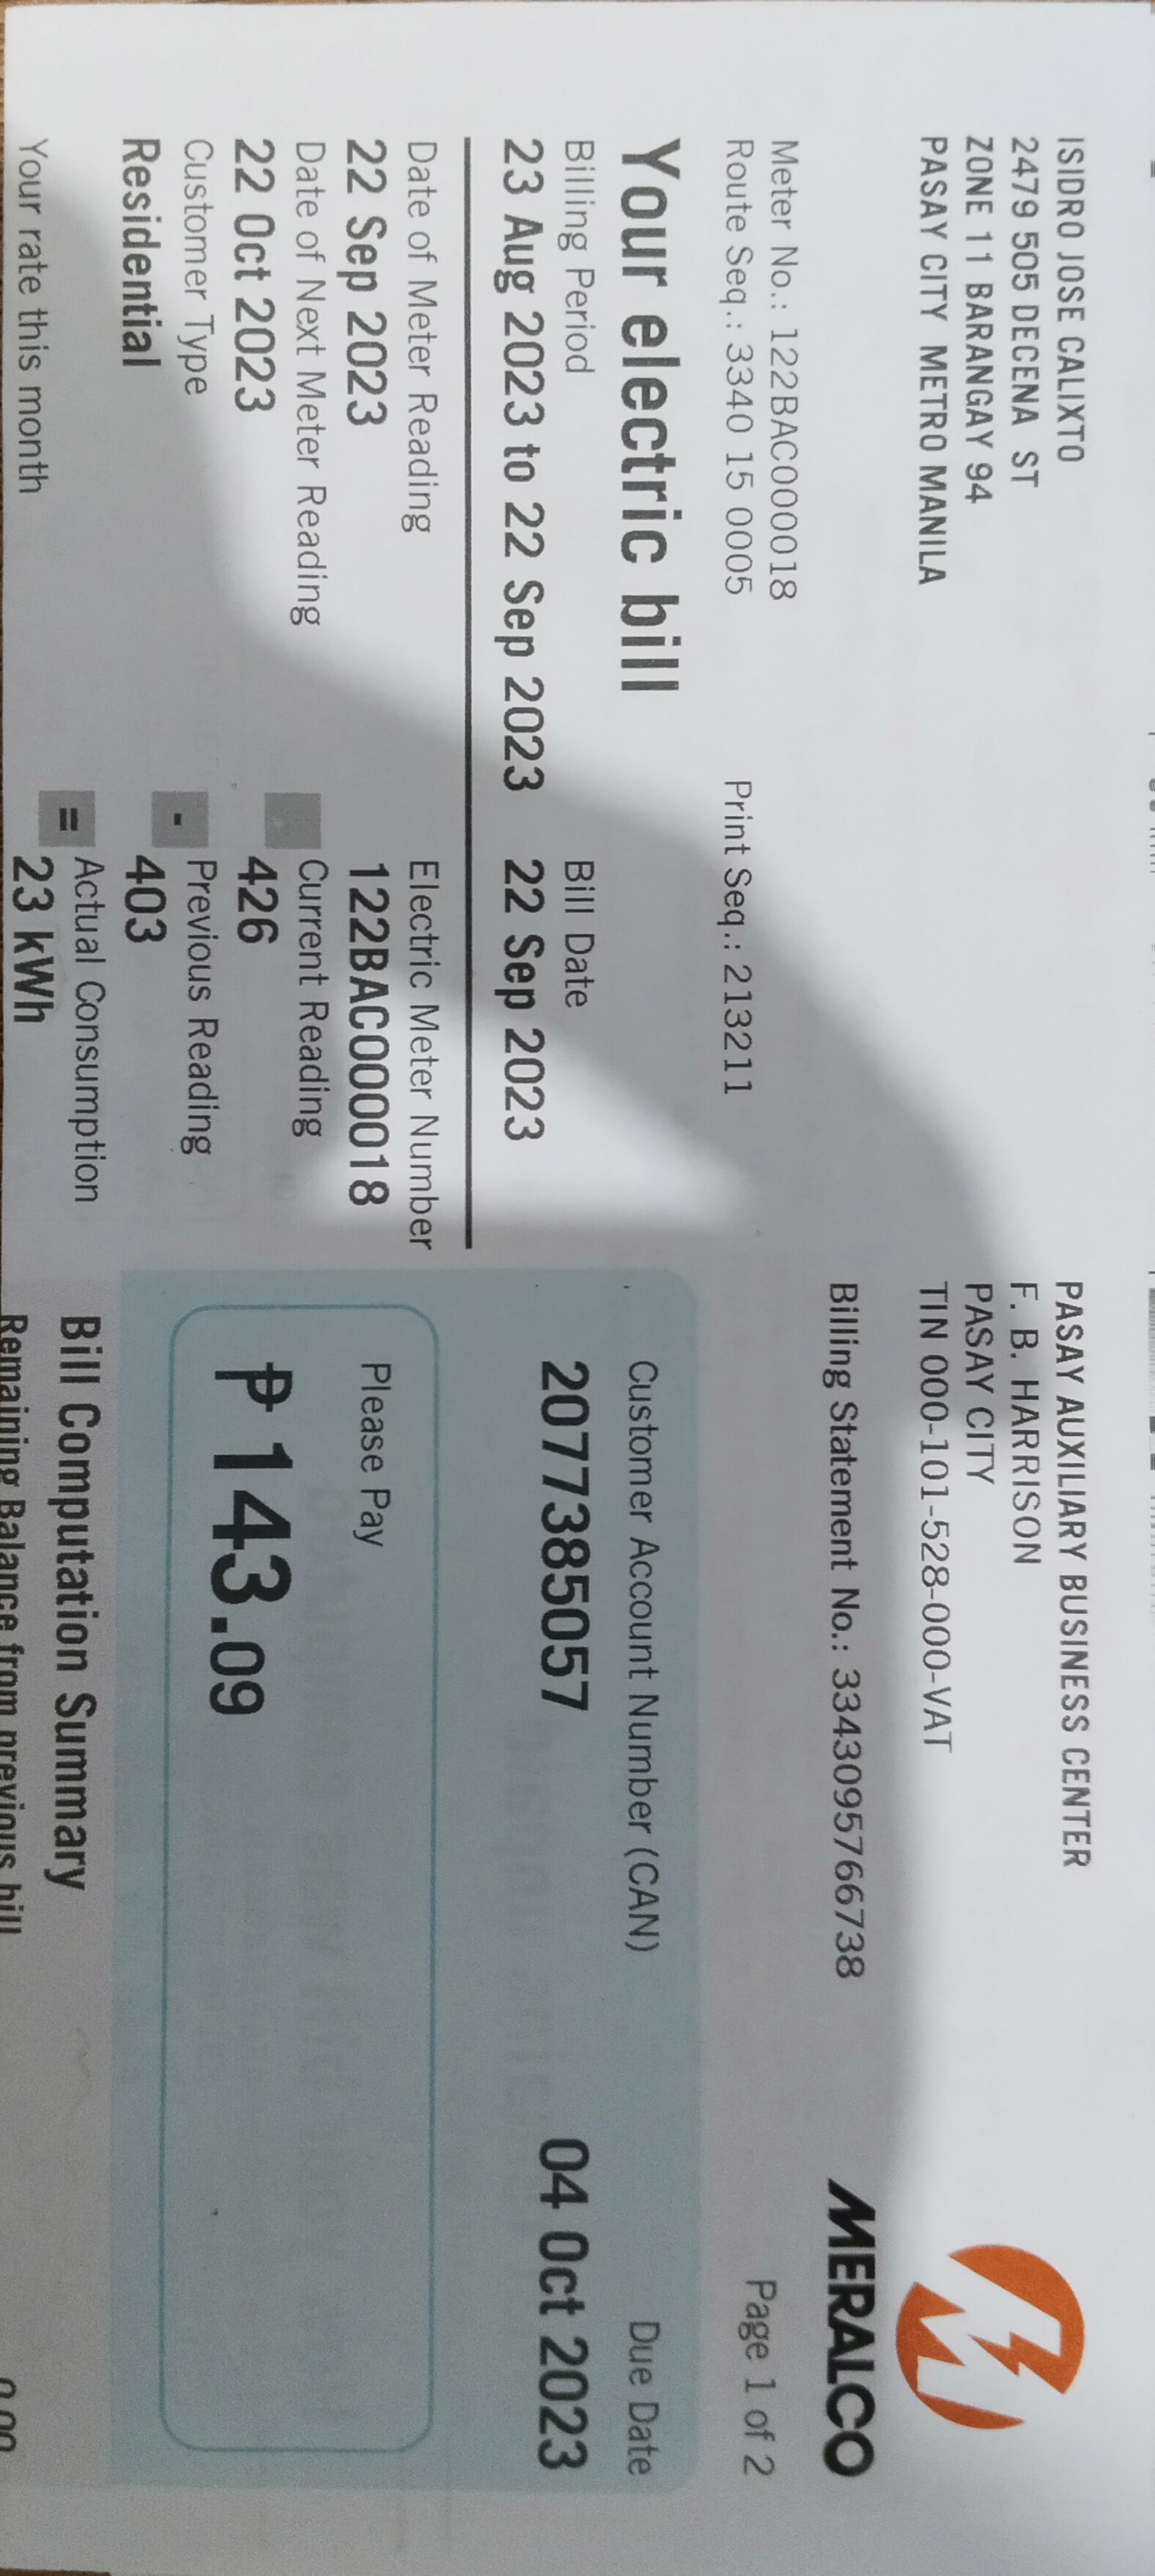 ISIDRO JOSE CALIXTO
2479 505 DECENA ST
ZONE 11 BARANGAY 94
PASAY CITY METRO MANILA
PASAY AUXILIARY BUSINESS CENTER
F. B. HARRISON
PASAY CITY
TIN 000-101-528-000-VAT
Billing Statement No.: 3343095766738
MERALCO
Page 1 of 2
Meter No.: 122BAC000018
Route Seq.: 3340 15 0005
Print Seq.: 213211
Your electric bill
Billing Period
23 Aug 2023 to 22 Sep 2023
Bill Date
22 Sep 2023
Date of Meter Reading
22 Sep 2023
Date of Next Meter Reading
22 Oct 2023
Customer Type
Residential
Your rate this month
Electric Meter Number
122BAC000018
Current Reading
426
- Previous Reading
403
= Actual Consumption
23 kWh
Customer Account Number (CAN)
2077385057
Due Date
04 Oct 2023
Please Pay
₱ 143.09
Bill Computation Summary
Remaining Balance from previous bill 0.00